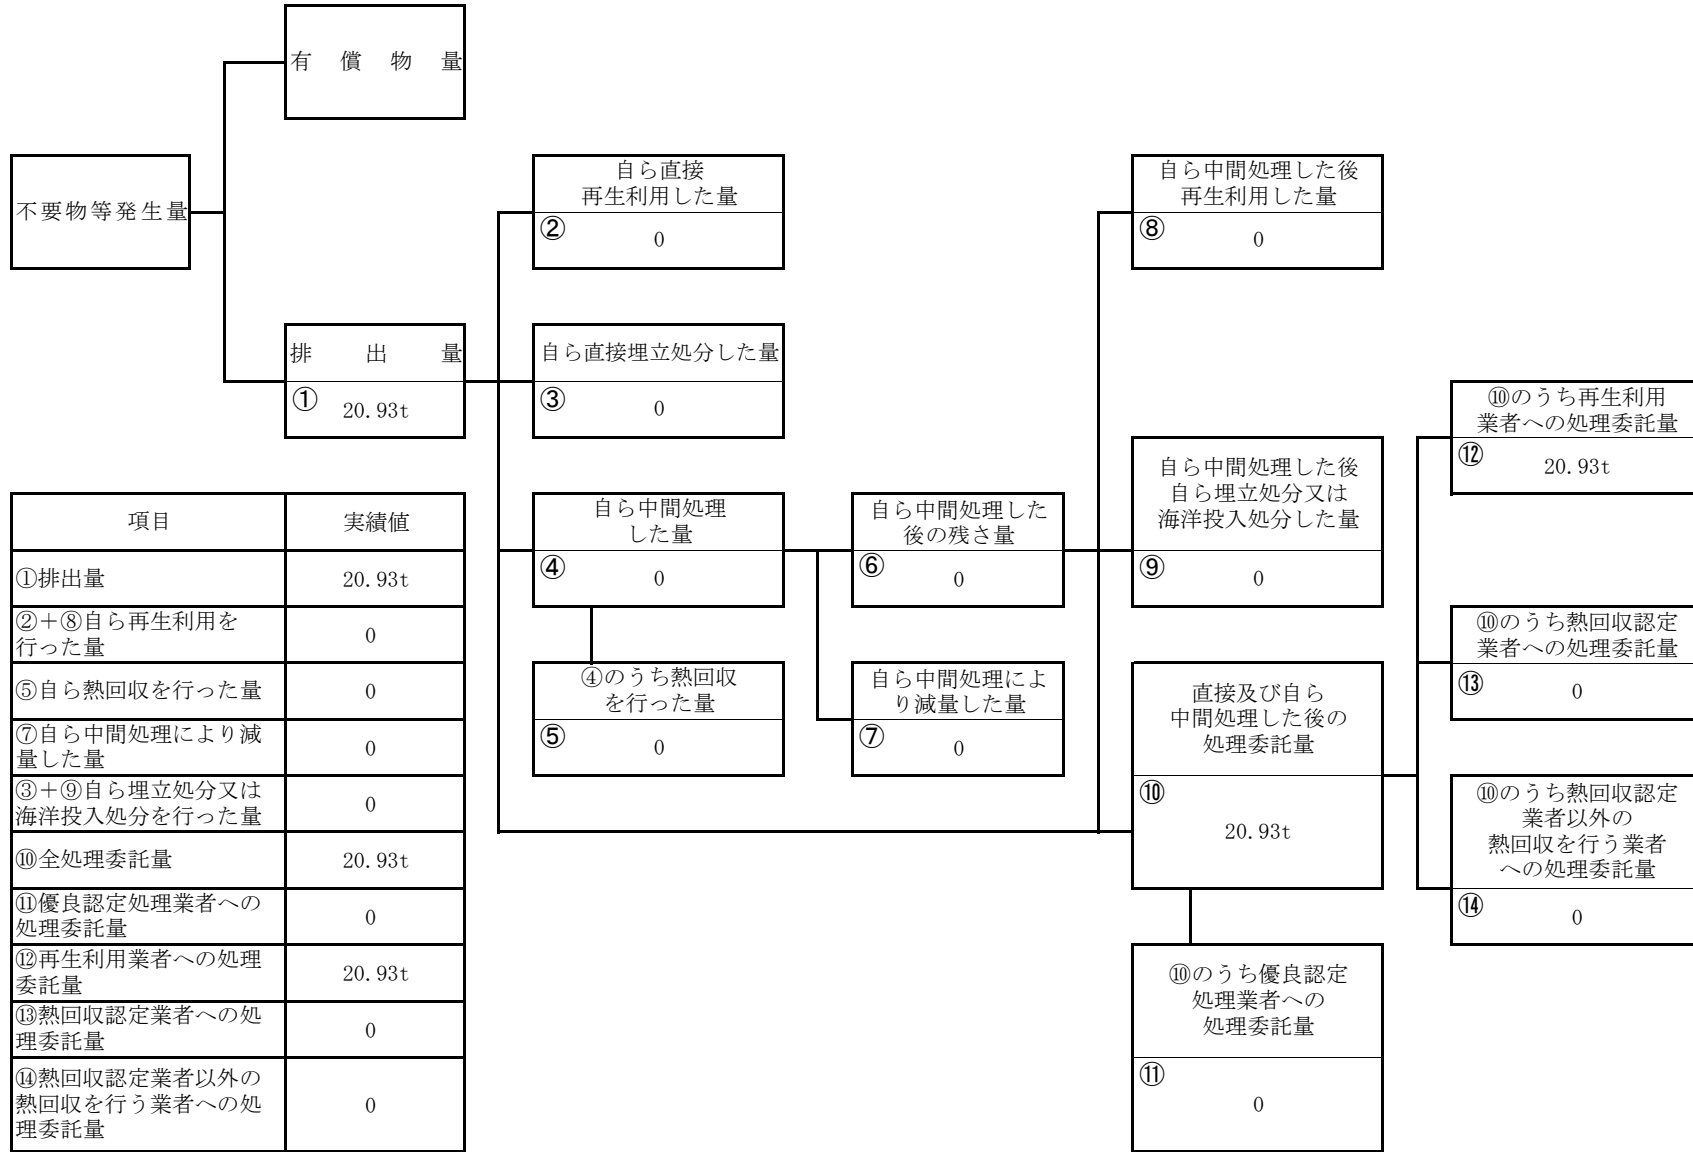 有償物量
不要物等発生量
排出量
①
20.93t
自ら直接
再生利用した量
②
0
自ら直接埋立処分した量
③
0
自ら中間処理
した量
④
0
④のうち熱回収
を行った量
⑤
0
自ら中間処理した
後の残さ量
⑥
0
自ら中間処理によ
り減量した量
⑦
0
自ら中間処理した後
再生利用した量
⑧
0
自ら中間処理した後
自ら埋立処分又は
海洋投入処分した量
⑨
0
直接及び自ら
中間処理した後の
処理委託量
⑩
20.93t
⑩のうち優良認定
処理業者への
処理委託量
⑪
0
⑩のうち再生利用
業者への処理委託量
⑫
20.93t
⑩のうち熱回収認定
業者への処理委託量
⑬
0
⑩のうち熱回収認定
業者以外の
熱回収を行う業者
への処理委託量
⑭
0
項目 実績値
①排出量 20.93t
②+⑧自ら再生利用を
行った量
0
⑤自ら熱回収を行った量 0
⑦自ら中間処理により減
量した量
0
③+⑨自ら埋立処分又は
海洋投入処分を行った量
0
⑩全処理委託量 20.93t
⑪優良認定処理業者への
処理委託量
0
⑫再生利用業者への処理
委託量
20.93t
⑬熱回収認定業者への処
理委託量
0
⑭熱回収認定業者以外の
熱回収を行う業者への処
理委託量
0